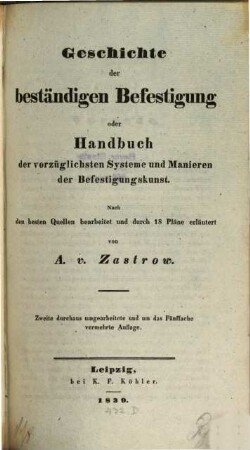 Geschichte
der
beständigen Befestigung
oder
Handbuch
der vorzüglichsten Systeme und Manieren
der Befestigungskunst.
Nach
den besten Quellen bearbeitet und durch 18 Pläne erläutert
von
A. v. Zastrow.
Zweite durchaus umgearbeitete und um das Fünffache
vermehrte Auflage.
Leipzig,
bei K. F. Köhler.
1839.